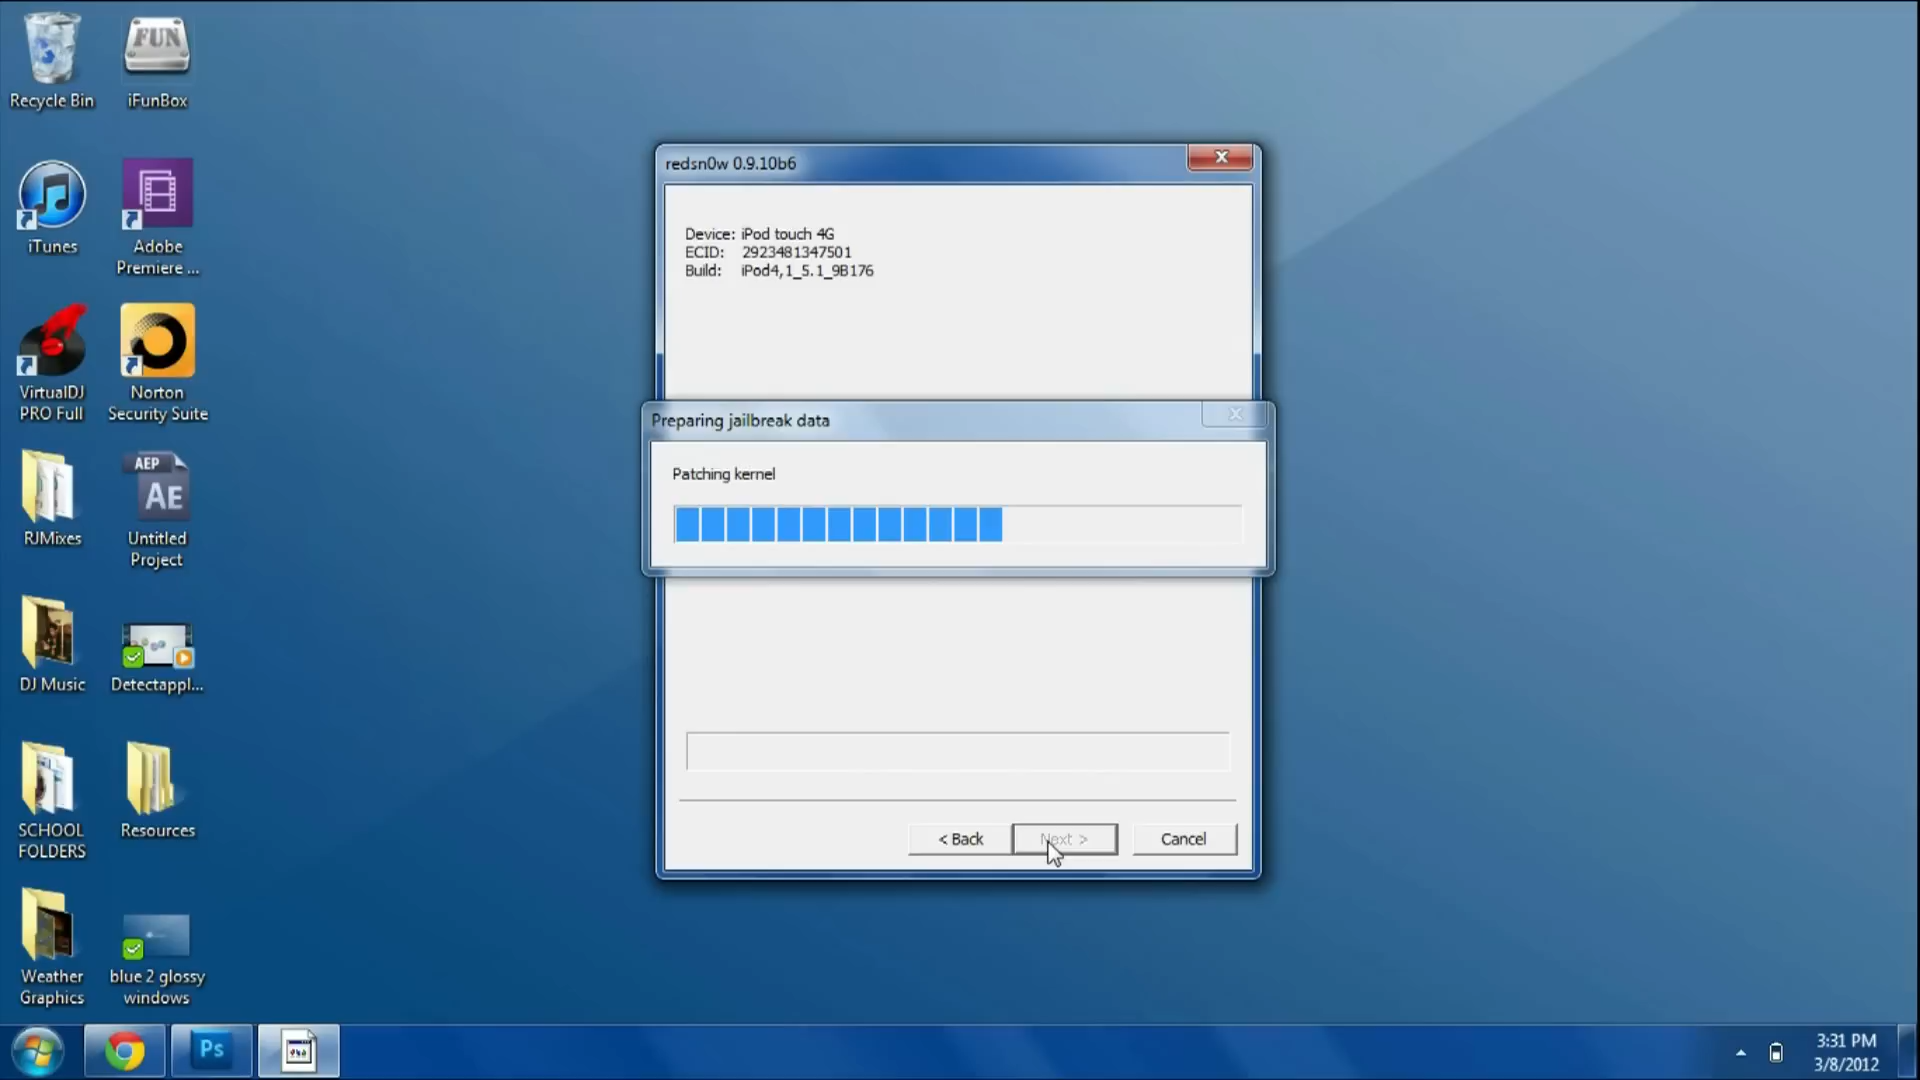 Recycle Bin
FUN
iFunBox
iTunes
Adobe
Premiere ...
VirtualDJ
PRO Full
Norton
Security Suite
RJMixes
AEP
AE
Untitled
Project
DJ Music
Detectappl...
SCHOOL
FOLDERS
Resources
Weather
Graphics
blue 2 glossy
windows
redsn0w 0.9.10b6
Device: iPod touch 4G
ECID: 2923481347501
Build: iPod4,1_5.1_9B176
Preparing jailbreak data
Patching kernel
< Back
Next >
Cancel
Ps
3:31 PM
3/8/2012